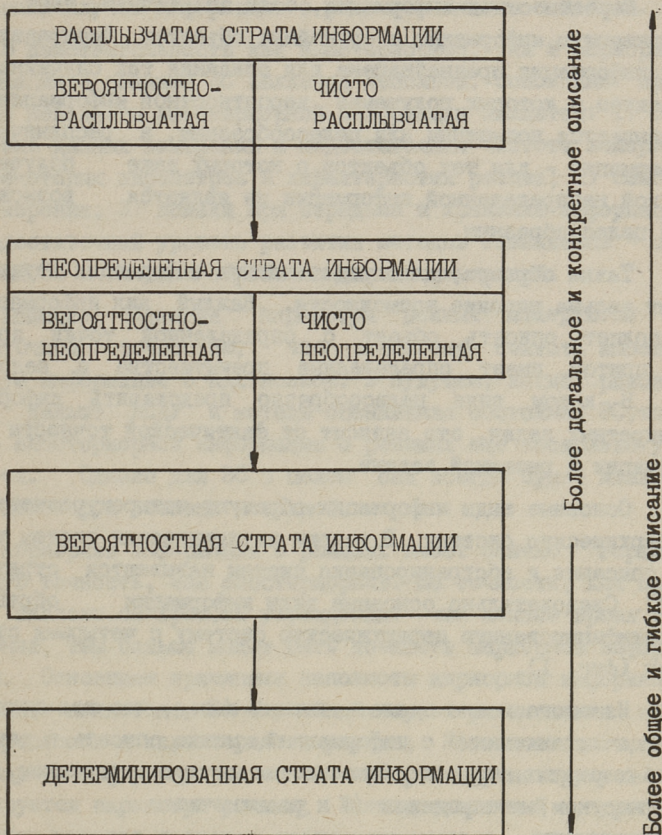 РАСПЛЫВЧАТАЯ СТРАТА ИНФОРМАЦИИ
ВЕРОЯТНОСТНО- ЧИСТО
РАСПЛЫВЧАТАЯ РАСПЛЫВЧАТАЯ
НЕОПРЕДЕЛЕННАЯ СТРАТА ИНФОРМАЦИИ
ВЕРОЯТНОСТНО- ЧИСТО
НЕОПРЕДЕЛЕННАЯ НЕОПРЕДЕЛЕННАЯ
ВЕРОЯТНОСТНАЯ СТРАТА ИНФОРМАЦИИ
ДЕТЕРМИНИРОВАННАЯ СТРАТА ИНФОРМАЦИИ
Более детальное и конкретное описание
Более общее и гибкое описание